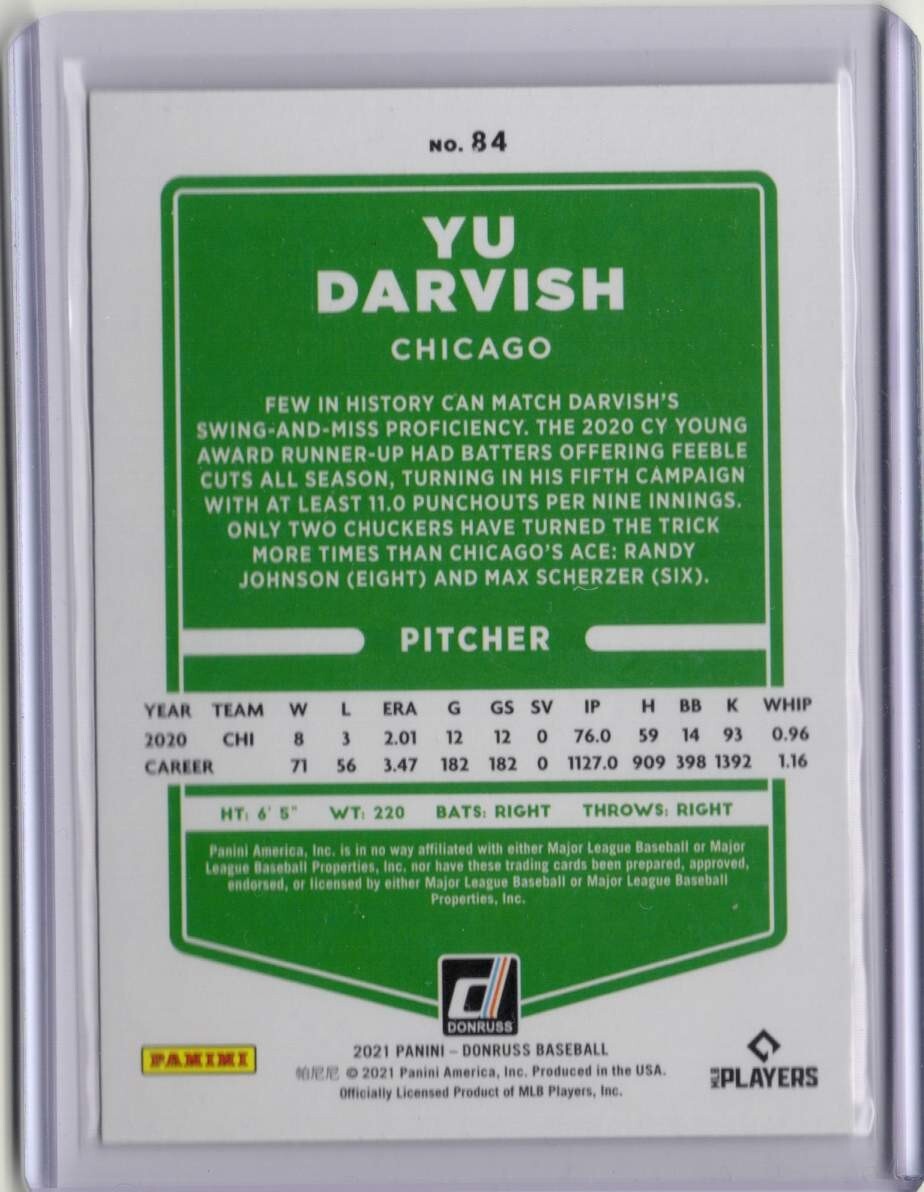 NO. 84
YU
DARVISH
CHICAGO
FEW IN HISTORY CAN MATCH DARVISH'S
SWING-AND-MISS PROFICIENCY. THE 2020 CY YOUNG
AWARD RUNNER-UP HAD BATTERS OFFERING FEEBLE
CUTS ALL SEASON, TURNING IN HIS FIFTH CAMPAIGN
WITH AT LEAST 11.0 PUNCHOUTS PER NINE INNINGS.
ONLY TWO CHUCKERS HAVE TURNED THE TRICK
MORE TIMES THAN CHICAGO'S ACE: RANDY
JOHNSON (EIGHT) AND MAX SCHERZER (SIX).
PITCHER
YEAR TEAM W L ERA G GS SV IP H BB K WHIP
2020 CHI 8 3 2.01 12 12 0 76.0 59 14 93 0.96
CAREER 71 56 3.47 182 182 0 1127.0 909 398 1392 1.16
HT: 6' 5" WT: 220 BATS: RIGHT THROWS: RIGHT
Panini America, Inc. is in no way affiliated with either Major League Baseball or Major
League Baseball Properties, Inc. nor have these trading cards been prepared, approved,
endorsed, or licensed by either Major League Baseball or Major League Baseball
Properties, Inc.
DONRUSS
PANINI
2021 PANINI – DONRUSS BASEBALL
帕尼尼 © 2021 Panini America, Inc. Produced in the USA.
Officially Licensed Product of MLB Players, Inc.
MLB PLAYERS